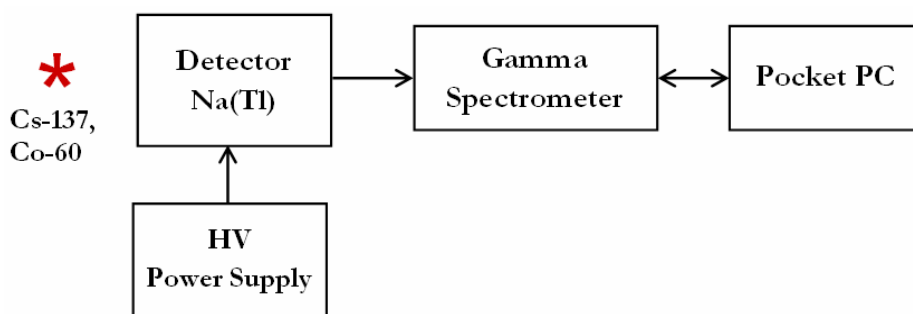 *
Cs-137,
Co-60
Detector
Na(Tl)
Gamma
Spectrometer
Pocket PC
HV
Power Supply